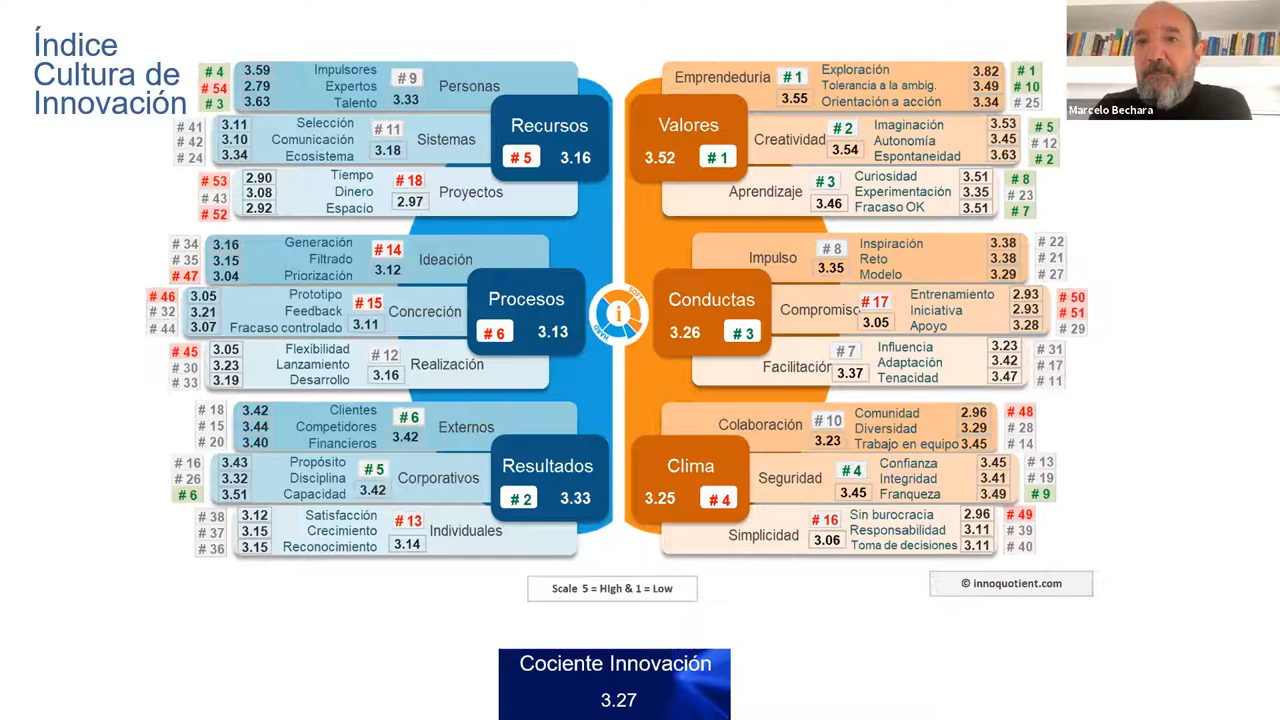 Índice
Cultura de
Innovación
Marcelo Bechara
# 4 3.59 Impulsores
# 54 2.79 Expertos
# 3 3.63 Talento
# 9 3.33 Personas
# 41 3.11 Selección
# 42 3.10 Comunicación
# 24 3.34 Ecosistema
# 11 3.18 Sistemas
# 53 2.90 Tiempo
# 43 3.08 Dinero
# 52 2.92 Espacio
# 18 2.97 Proyectos
Recursos
# 5 3.16
# 34 3.16 Generación
# 35 3.15 Filtrado
# 47 3.04 Priorización
# 14 3.12 Ideación
# 46 3.05 Prototipo
# 32 3.21 Feedback
# 44 3.07 Fracaso controlado
# 15 3.11 Concreción
# 45 3.05 Flexibilidad
# 30 3.23 Lanzamiento
# 33 3.19 Desarrollo
# 12 3.16 Realización
Procesos
# 6 3.13
# 18 3.42 Clientes
# 15 3.44 Competidores
# 20 3.40 Financieros
# 6 3.42 Externos
# 16 3.43 Propósito
# 26 3.32 Disciplina
# 6 3.51 Capacidad
# 5 3.42 Corporativos
# 38 3.12 Satisfacción
# 37 3.15 Crecimiento
# 36 3.15 Reconocimiento
# 13 3.14 Individuales
Resultados
# 2 3.33
Valores
3.52 # 1
Emprendeduría # 1 3.55
Exploración 3.82 # 1
Tolerancia a la ambig. 3.49 # 10
Orientación a acción 3.34 # 25
Creatividad # 2 3.54
Imaginación 3.53 # 5
Autonomía 3.45 # 12
Espontaneidad 3.63 # 2
Aprendizaje # 3 3.46
Curiosidad 3.51 # 8
Experimentación 3.35 # 23
Fracaso OK 3.51 # 7
SOFT
HARD
i
Conductas
3.26 # 3
Impulso # 8 3.35
Inspiración 3.38 # 22
Reto 3.38 # 21
Modelo 3.29 # 27
Compromiso # 17 3.05
Entrenamiento 2.93 # 50
Iniciativa 2.93 # 51
Apoyo 3.28 # 29
Facilitación # 7 3.37
Influencia 3.23 # 31
Adaptación 3.42 # 17
Tenacidad 3.47 # 11
Clima
3.25 # 4
Colaboración # 10 3.23
Comunidad 2.96 # 48
Diversidad 3.29 # 28
Trabajo en equipo 3.45 # 14
Seguridad # 4 3.45
Confianza 3.45 # 13
Integridad 3.41 # 19
Franqueza 3.49 # 9
Simplicidad # 16 3.06
Sin burocracia 2.96 # 49
Responsabilidad 3.11 # 39
Toma de decisiones 3.11 # 40
Scale 5 = HIgh & 1 = Low
© innoquotient.com
Cociente Innovación
3.27